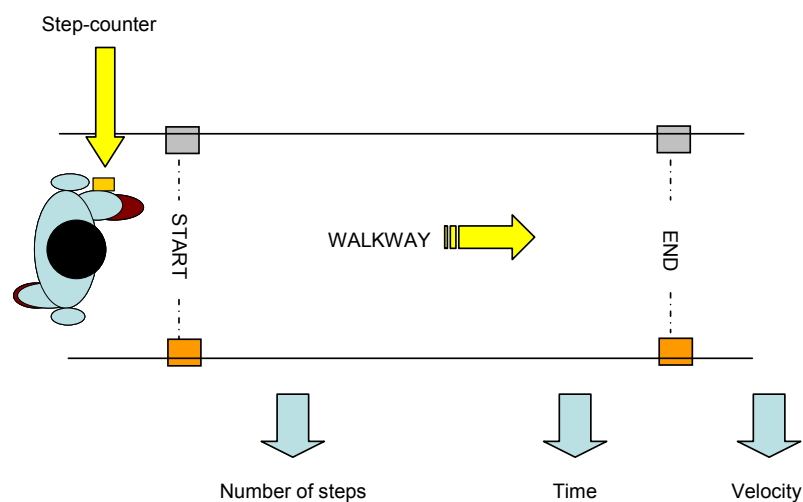 Step-counter
START
WALKWAY
END
Number of steps
Time
Velocity